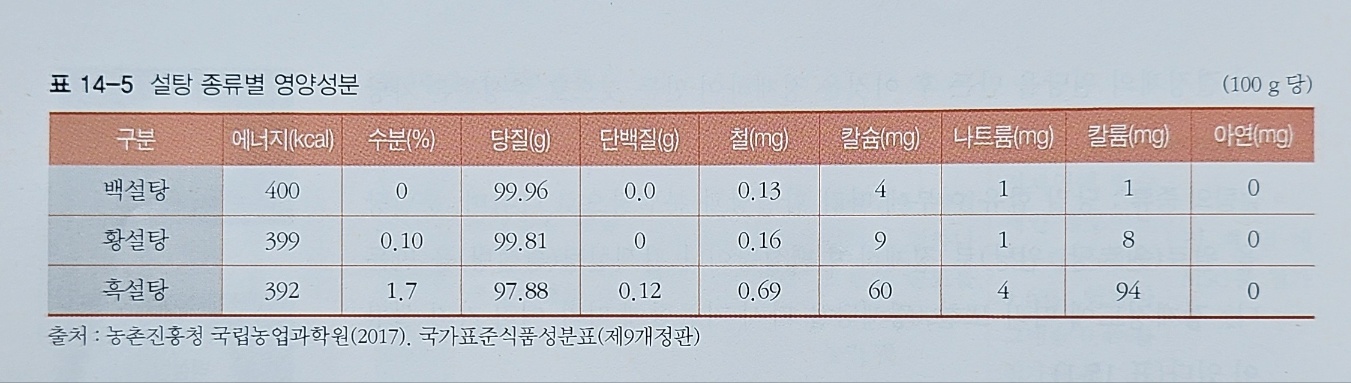 표 14-5 설탕 종류별 영양성분 (100 g 당)
구분 에너지(kcal) 수분(%) 당질(g) 단백질(g) 철(mg) 칼슘(mg) 나트륨(mg) 칼륨(mg) 아연(mg)
백설탕 400 0 99.96 0.0 0.13 4 1 1 0
황설탕 399 0.10 99.81 0 0.16 9 1 8 0
흑설탕 392 1.7 97.88 0.12 0.69 60 4 94 0
출처 : 농촌진흥청 국립농업과학원(2017). 국가표준식품성분표(제9개정판)